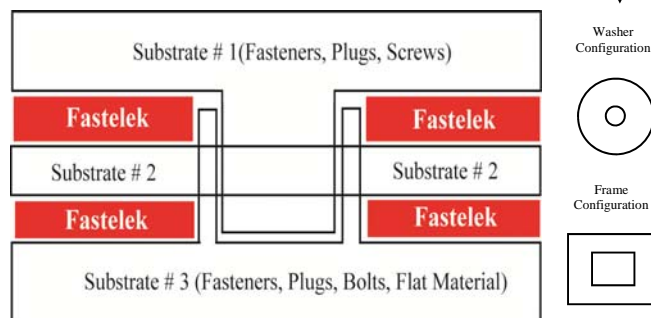 Substrate # 1(Fasteners, Plugs, Screws)
Fastelek Fastelek
Substrate # 2 Substrate # 2
Fastelek Fastelek
Substrate # 3 (Fasteners, Plugs, Bolts, Flat Material)
Washer
Configuration
Frame
Configuration